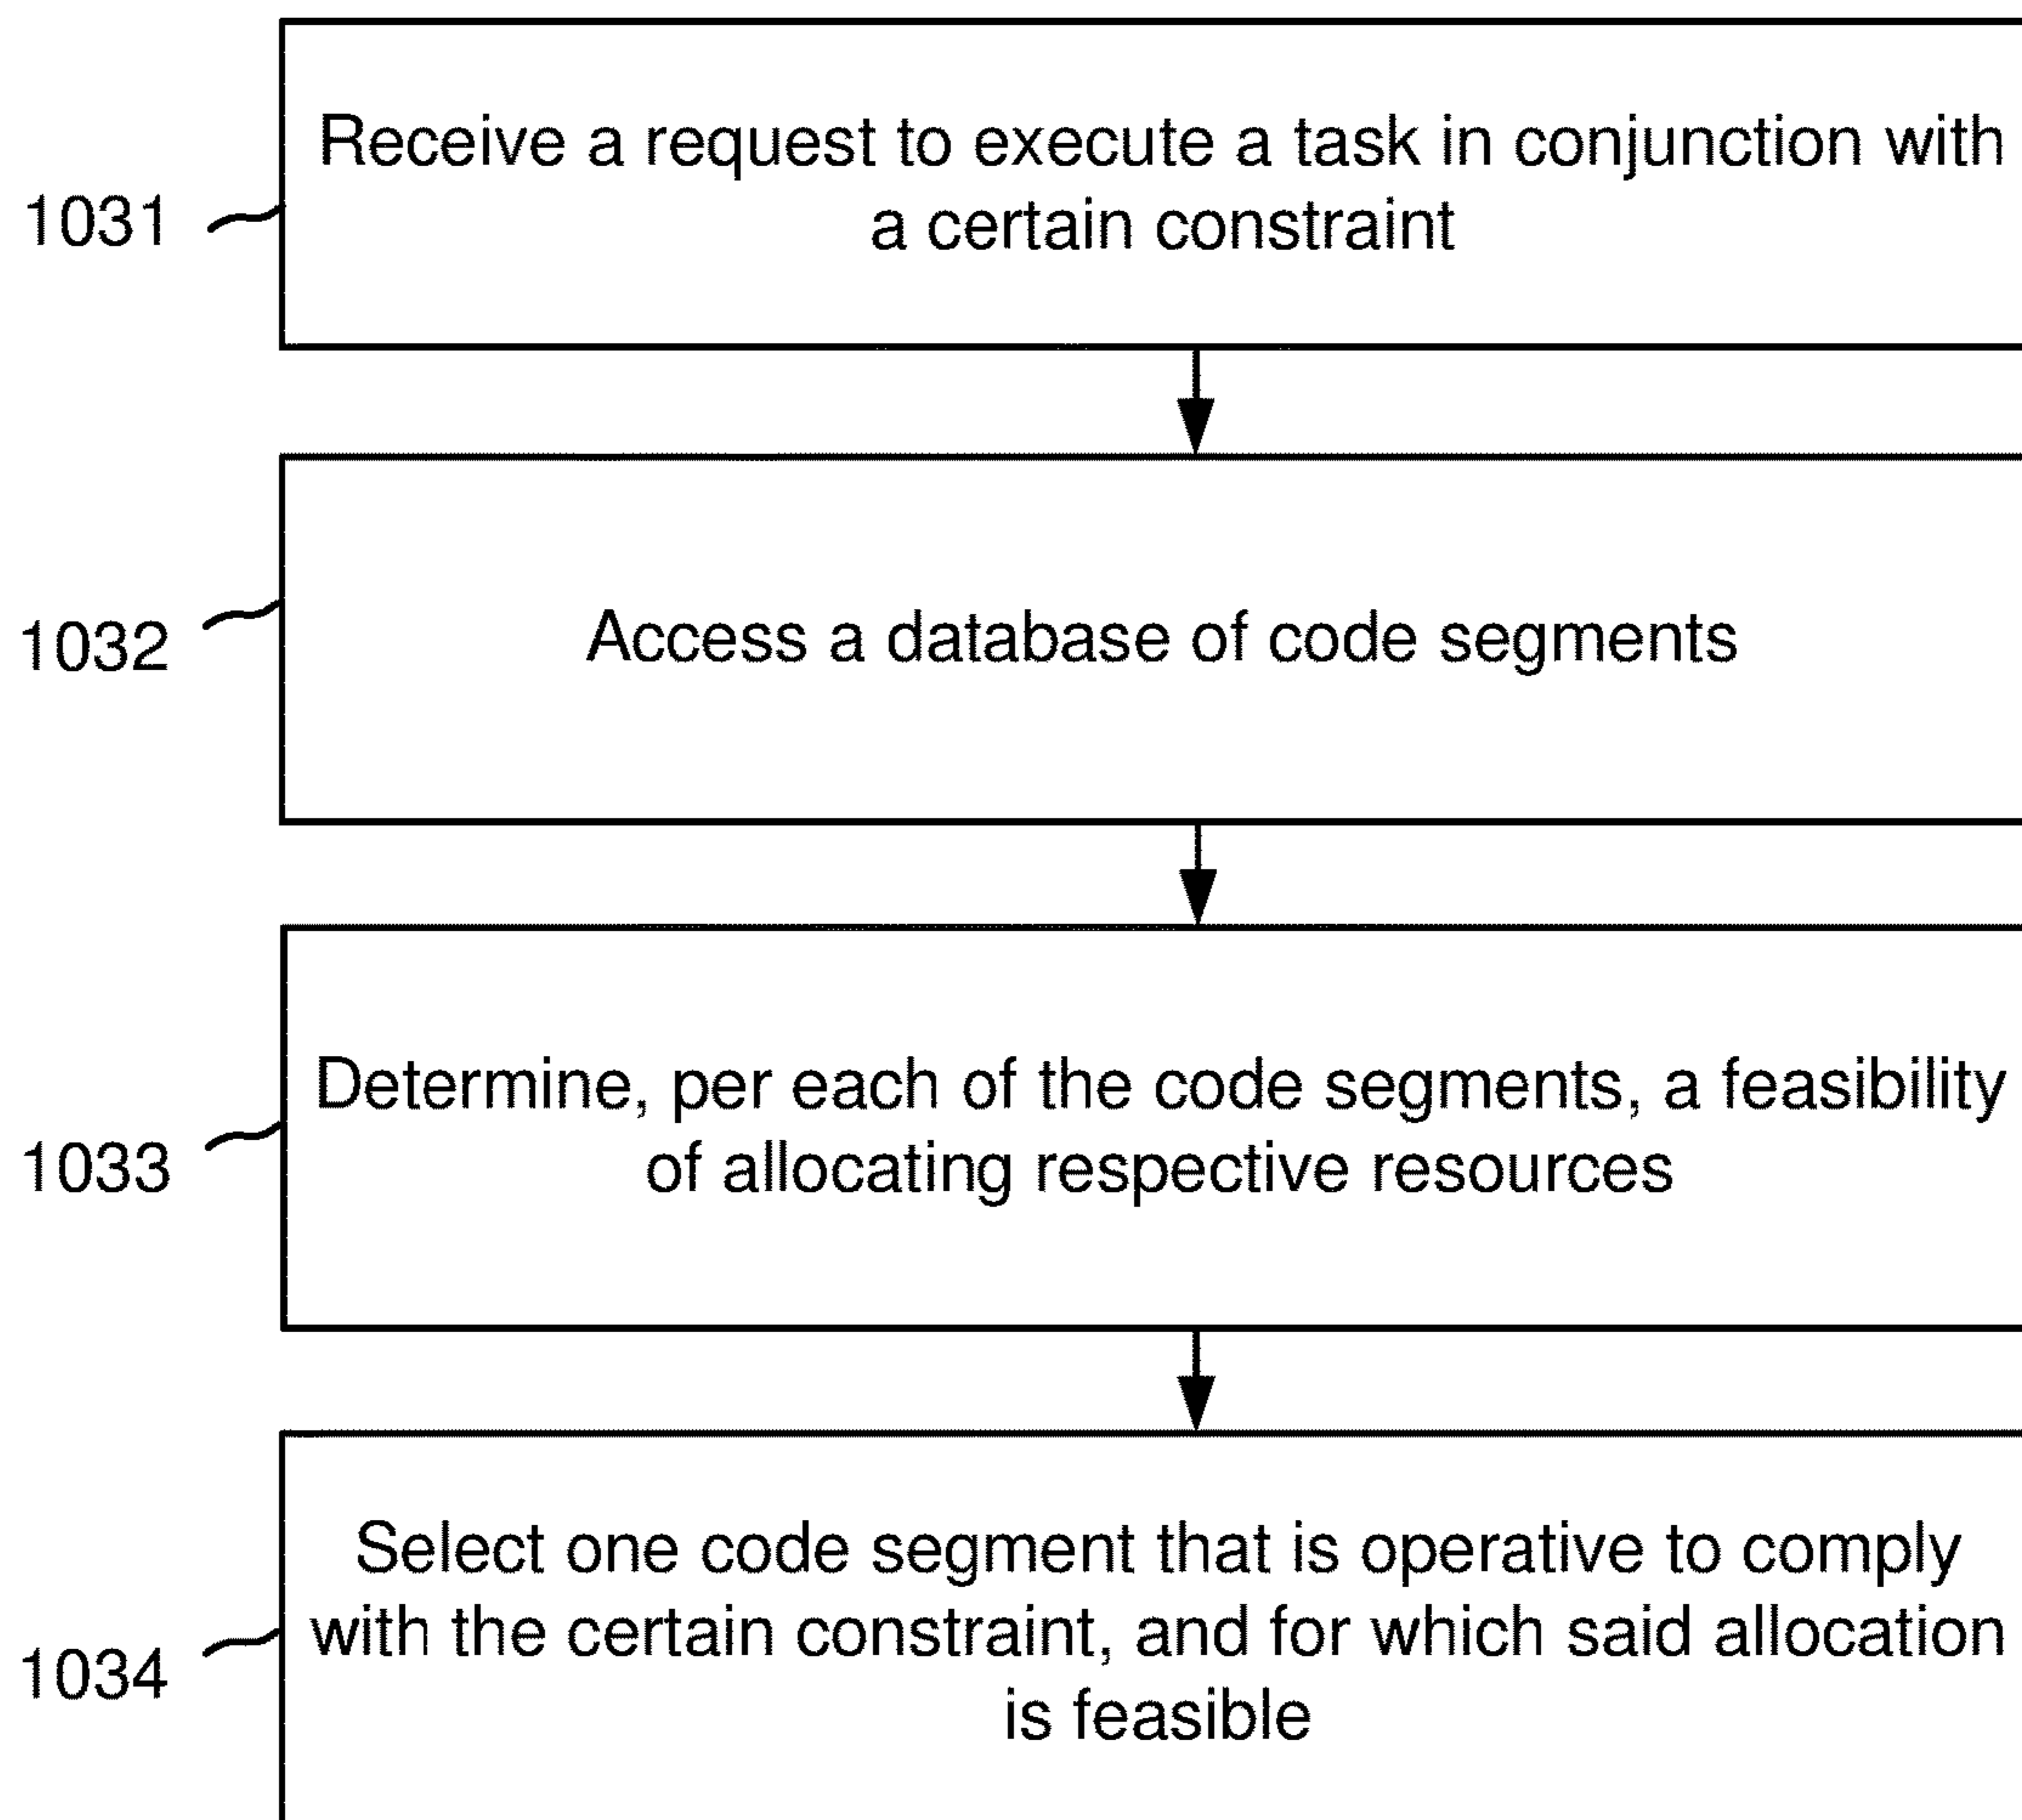 Receive a request to execute a task in conjunction with
1031
a certain constraint
Access a database of code segments
1032
Determine, per each of the code segments, a feasibility
of allocating respective resources
1033
Select one code segment that is operative to comply
with the certain constraint, and for which said allocation
1034
is feasible